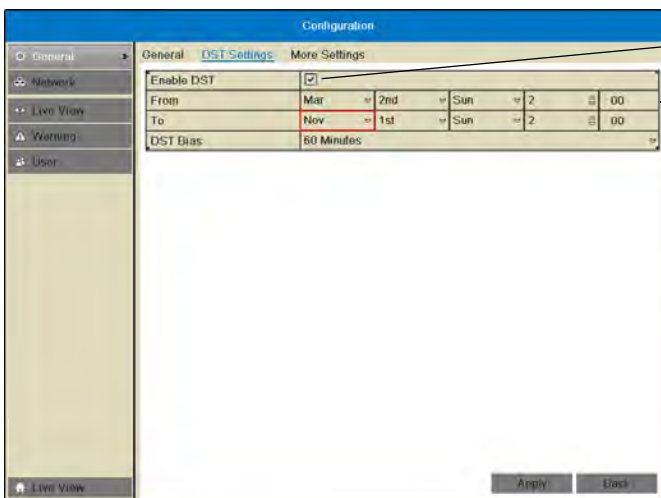 Configuration
General
Network
Live View
Warning
User
General DST Settings More Settings
Enable DST
From Mar 2nd Sun 2 00
To Nov 1st Sun 2 00
DST Bias 60 Minutes
Live View
Apply Back